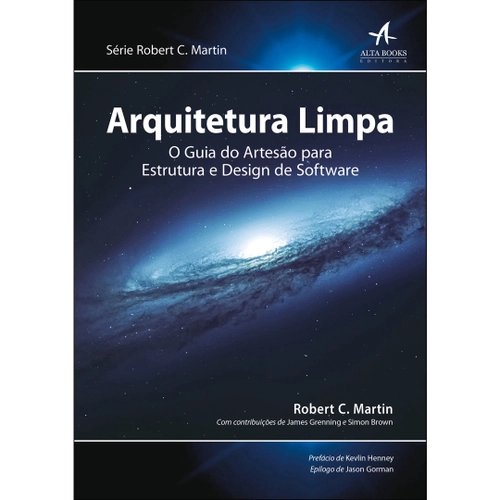 Série Robert C. Martin
ALTA BOOKS
EDITORA
Arquitetura Limpa
O Guia do Artesão para
Estrutura e Design de Software
Robert C. Martin
Com contribuições de James Grenning e Simon Brown
Prefácio de Kevlin Henney
Epílogo de Jason Gorman